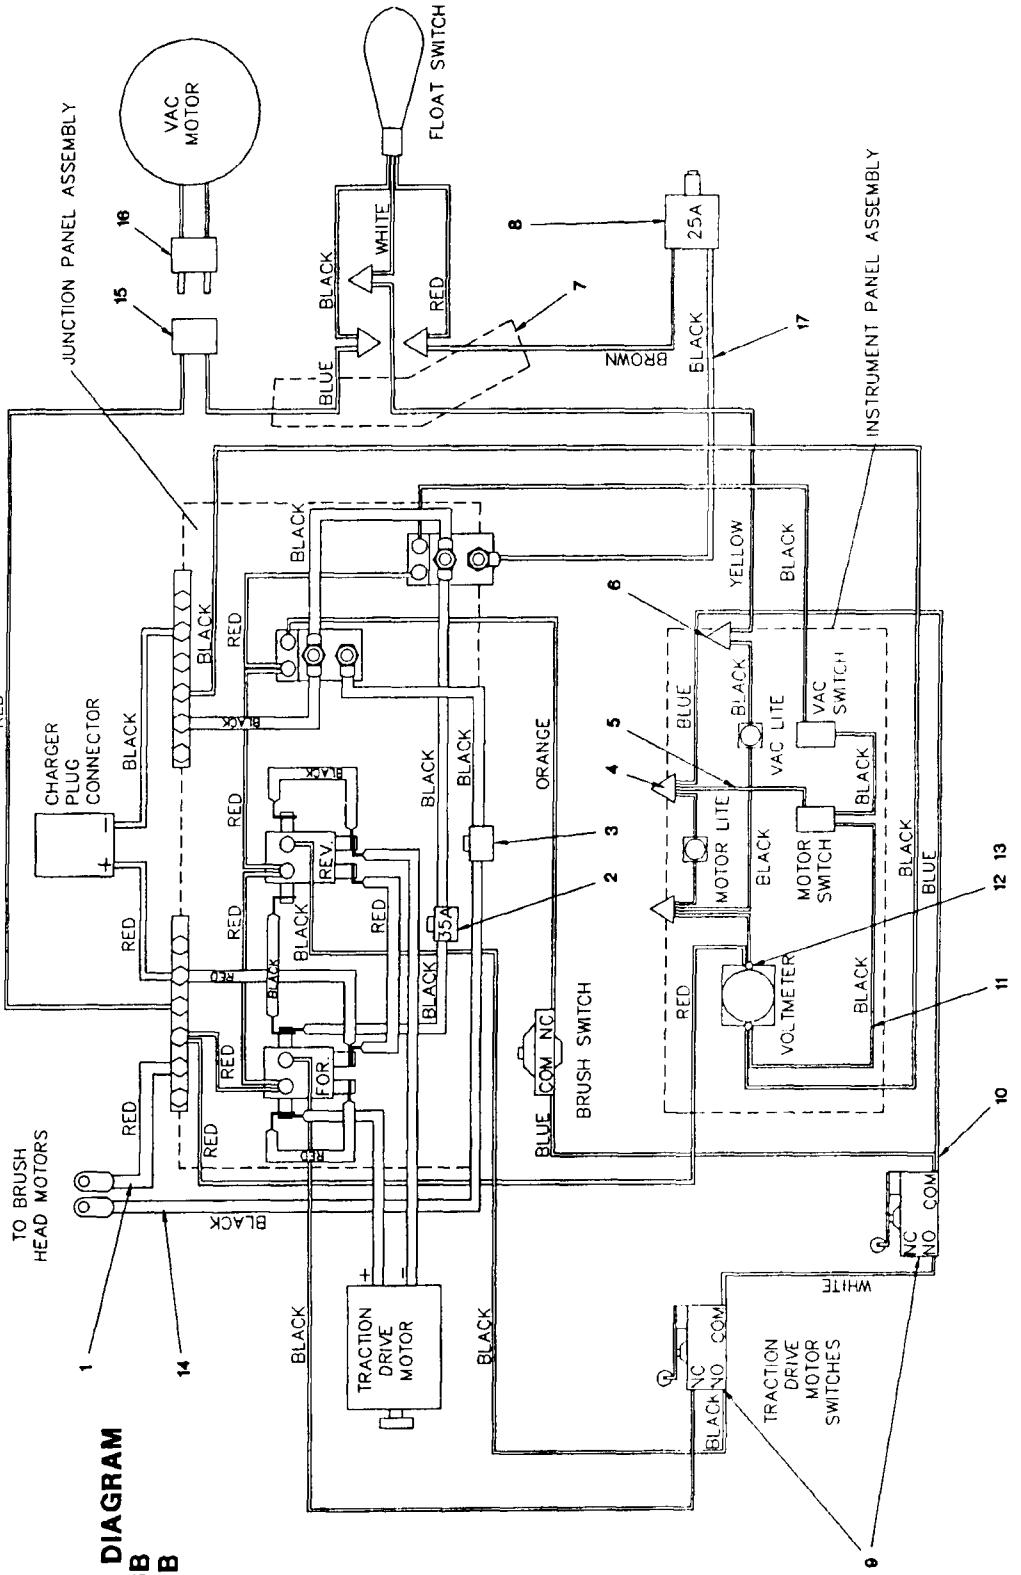 DIAGRAM
B
B
TO BRUSH
HEAD MOTORS
CHARGER
PLUG
CONNECTOR
+
–
JUNCTION PANEL ASSEMBLY
VAC
MOTOR
16
15
FLOAT SWITCH
BLACK
WHITE
RED
BLUE
7
BROWN
8
25A
BLACK
17
INSTRUMENT PANEL ASSEMBLY
1
14
RED
RED
BLACK
BLACK
RED
RED
RED
RED
RED
BLACK
BLACK
RED
BLACK
BLACK
BLACK
BLACK
RED
RED
FOR.
REV.
BLACK
BLACK
BLACK
BLACK
35A
2
3
TRACTION
DRIVE
MOTOR
+
–
BLACK
BLACK
ORANGE
BLUE
COM NC
BRUSH SWITCH
YELLOW
BLACK
4
5
6
BLUE
BLACK
VAC LITE
VAC
SWITCH
MOTOR LITE
MOTOR
SWITCH
BLACK
BLACK
BLACK
RED
VOLTMETER
BLACK
BLUE
12 13
11
10
NC
NO COM
WHITE
NC
NO COM
BLACK
TRACTION
DRIVE
MOTOR
SWITCHES
9